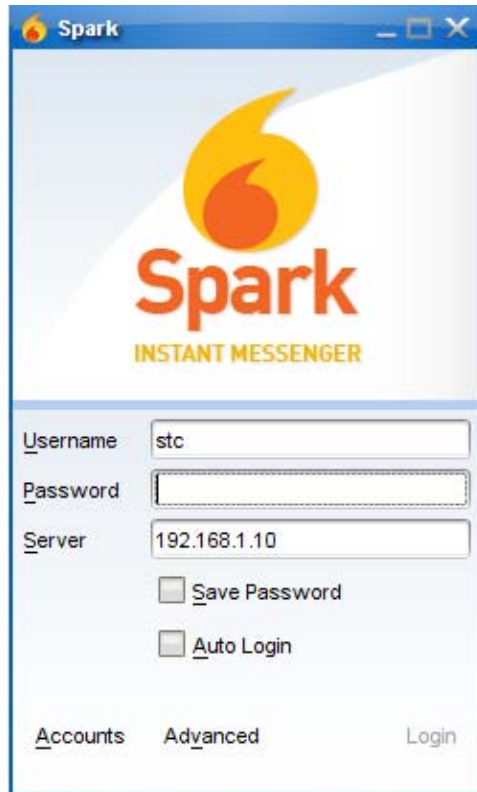 Spark
Spark
INSTANT MESSENGER
Username stc
Password
Server 192.168.1.10
Save Password
Auto Login
Accounts Advanced Login